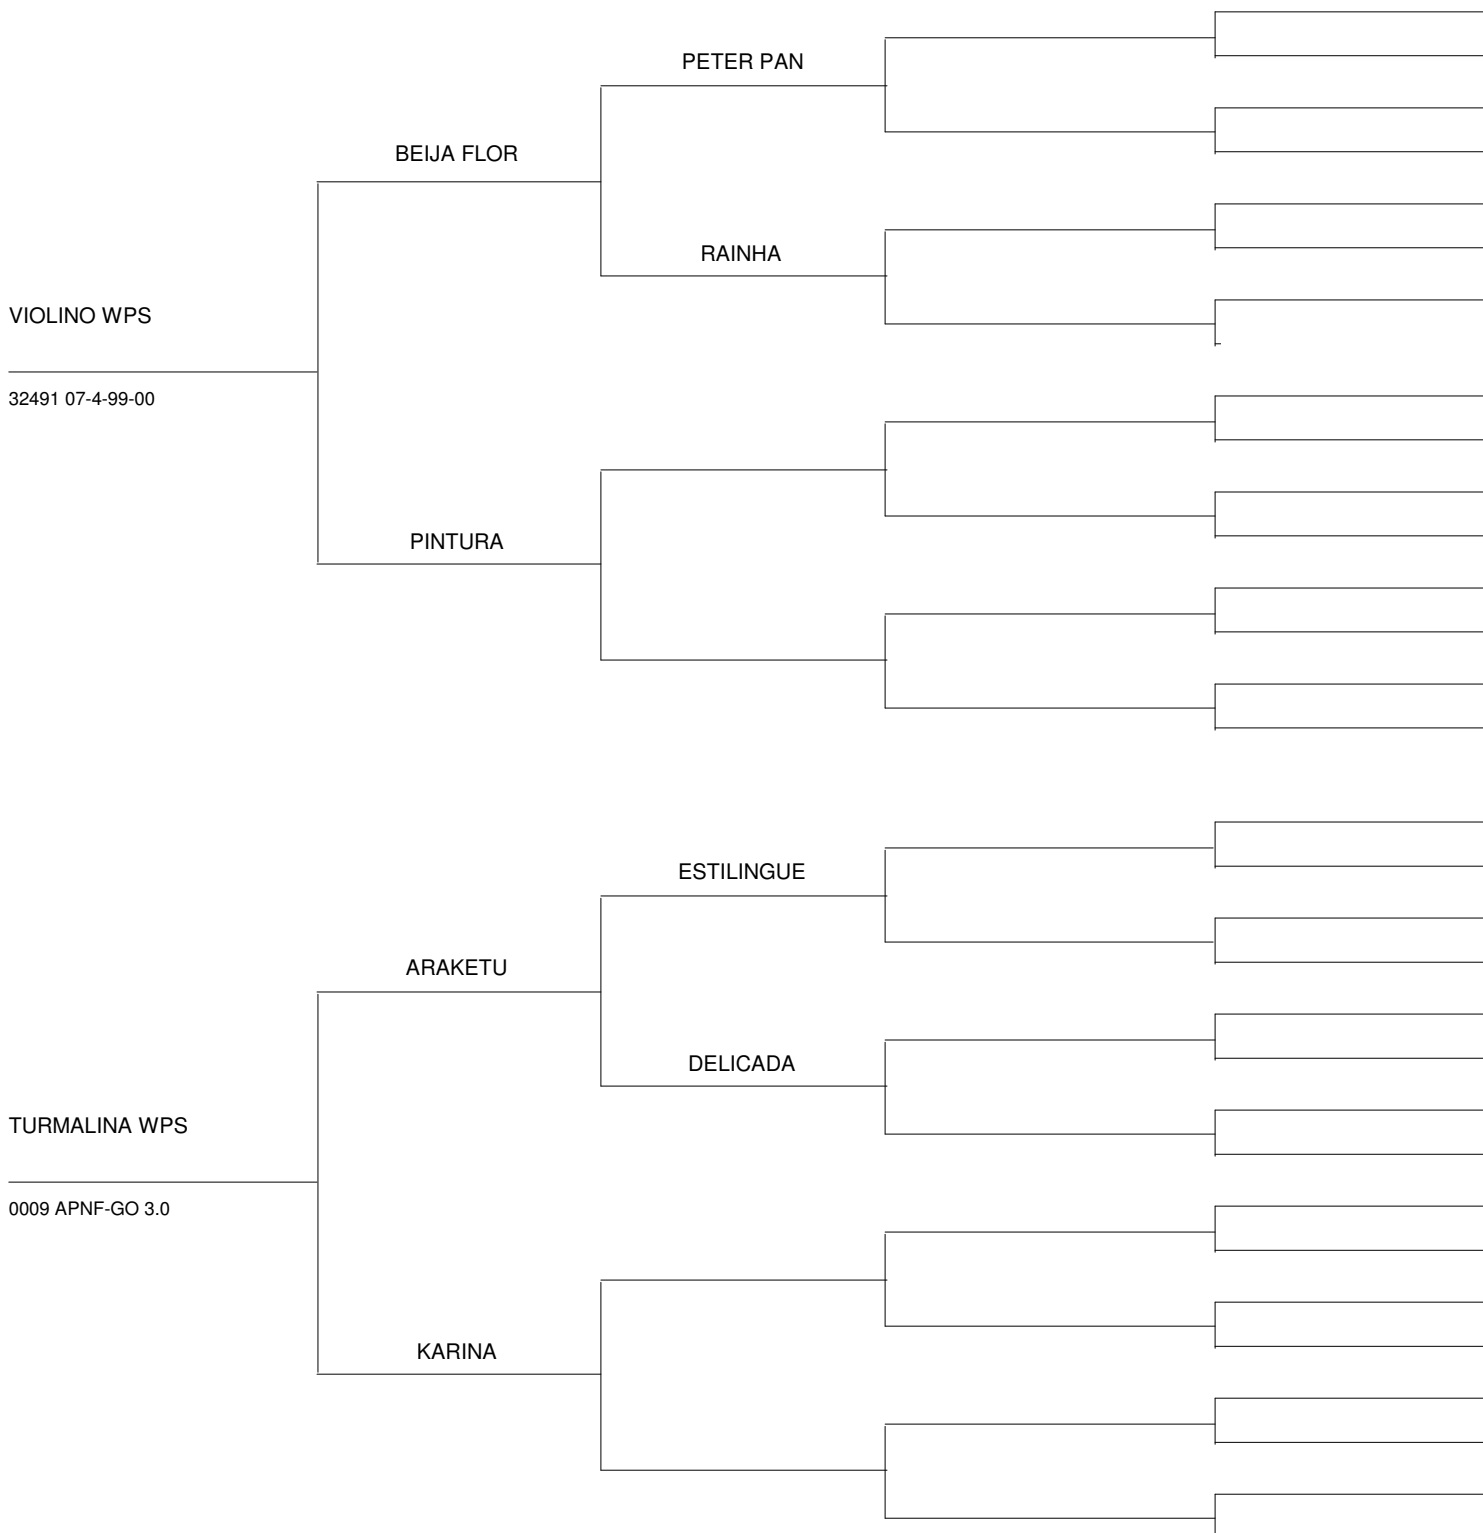 PETER PAN
BEIJA FLOR
RAINHA
VIOLINO WPS
32491 07-4-99-00
PINTURA
ESTILINGUE
ARAKETU
DELICADA
TURMALINA WPS
0009 APNF-GO 3.0
KARINA